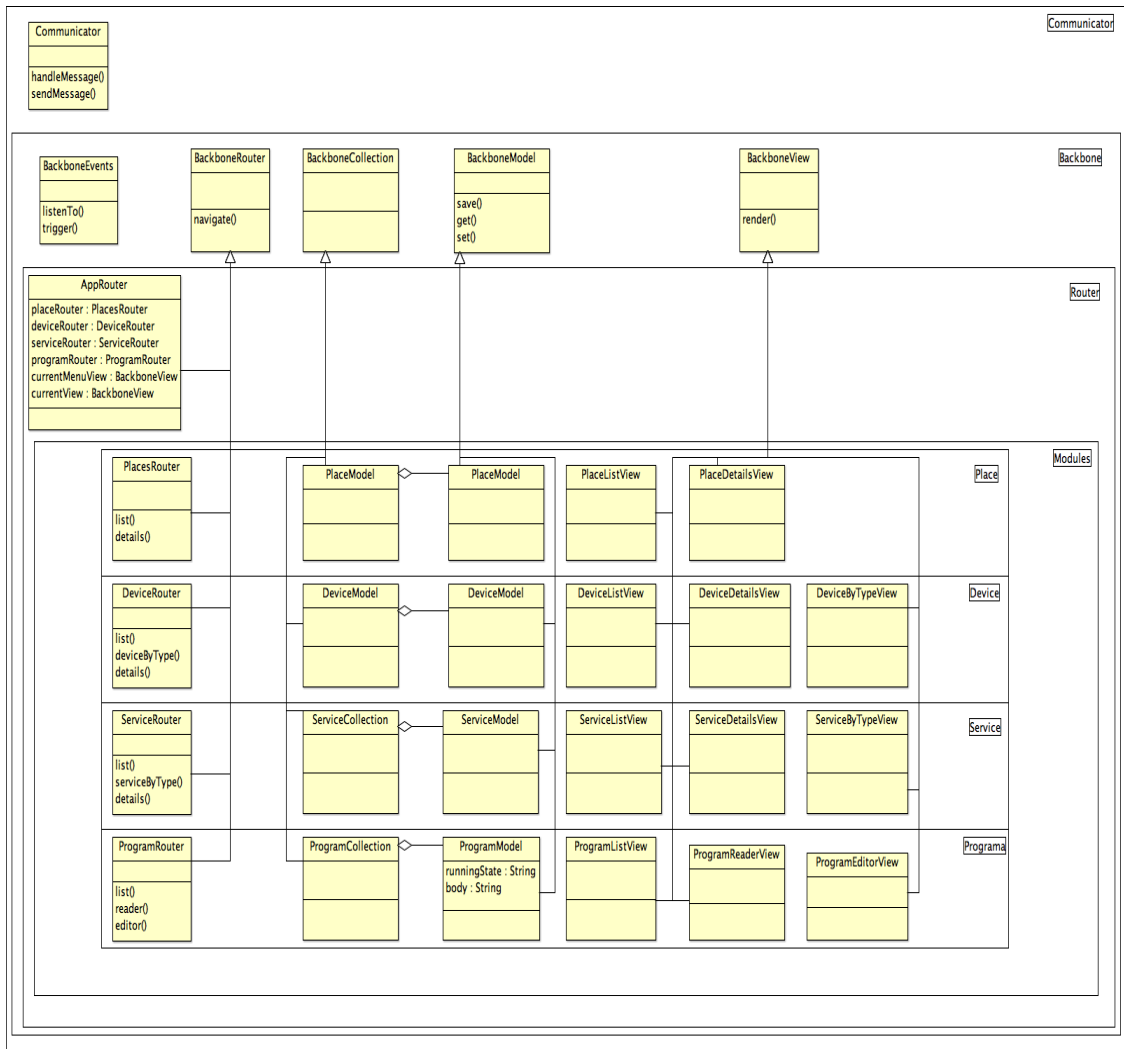 Communicator
Communicator
handleMessage()
sendMessage()
Backbone
BackboneEvents
listenTo()
trigger()
BackboneRouter
navigate()
BackboneCollection
BackboneModel
save()
get()
set()
BackboneView
render()
Router
AppRouter
placeRouter : PlacesRouter
deviceRouter : DeviceRouter
serviceRouter : ServiceRouter
programRouter : ProgramRouter
currentMenuView : BackboneView
currentView : BackboneView
Modules
Place
PlacesRouter
list()
details()
PlaceModel
PlaceModel
PlaceListView
PlaceDetailsView
Device
DeviceRouter
list()
deviceByType()
details()
DeviceModel
DeviceModel
DeviceListView
DeviceDetailsView
DeviceByTypeView
Service
ServiceRouter
list()
serviceByType()
details()
ServiceCollection
ServiceModel
ServiceListView
ServiceDetailsView
ServiceByTypeView
Programa
ProgramRouter
list()
reader()
editor()
ProgramCollection
ProgramModel
runningState : String
body : String
ProgramListView
ProgramReaderView
ProgramEditorView